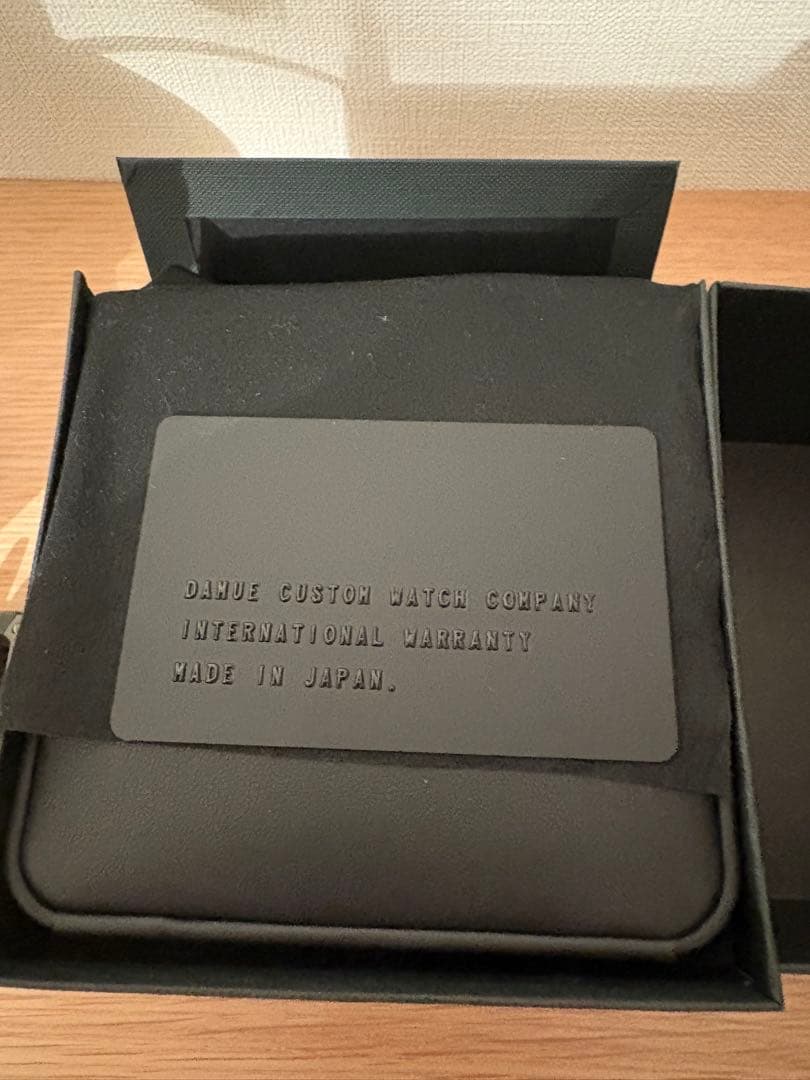 DAMUE CUSTOM WATCH COMPANY
INTERNATIONAL WARRANTY
MADE IN JAPAN.